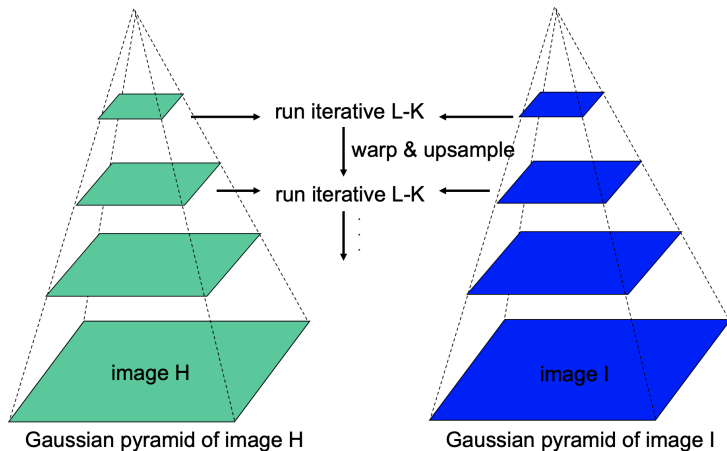 run iterative L-K
warp & upsample
run iterative L-K
image H
image I
Gaussian pyramid of image H
Gaussian pyramid of image I